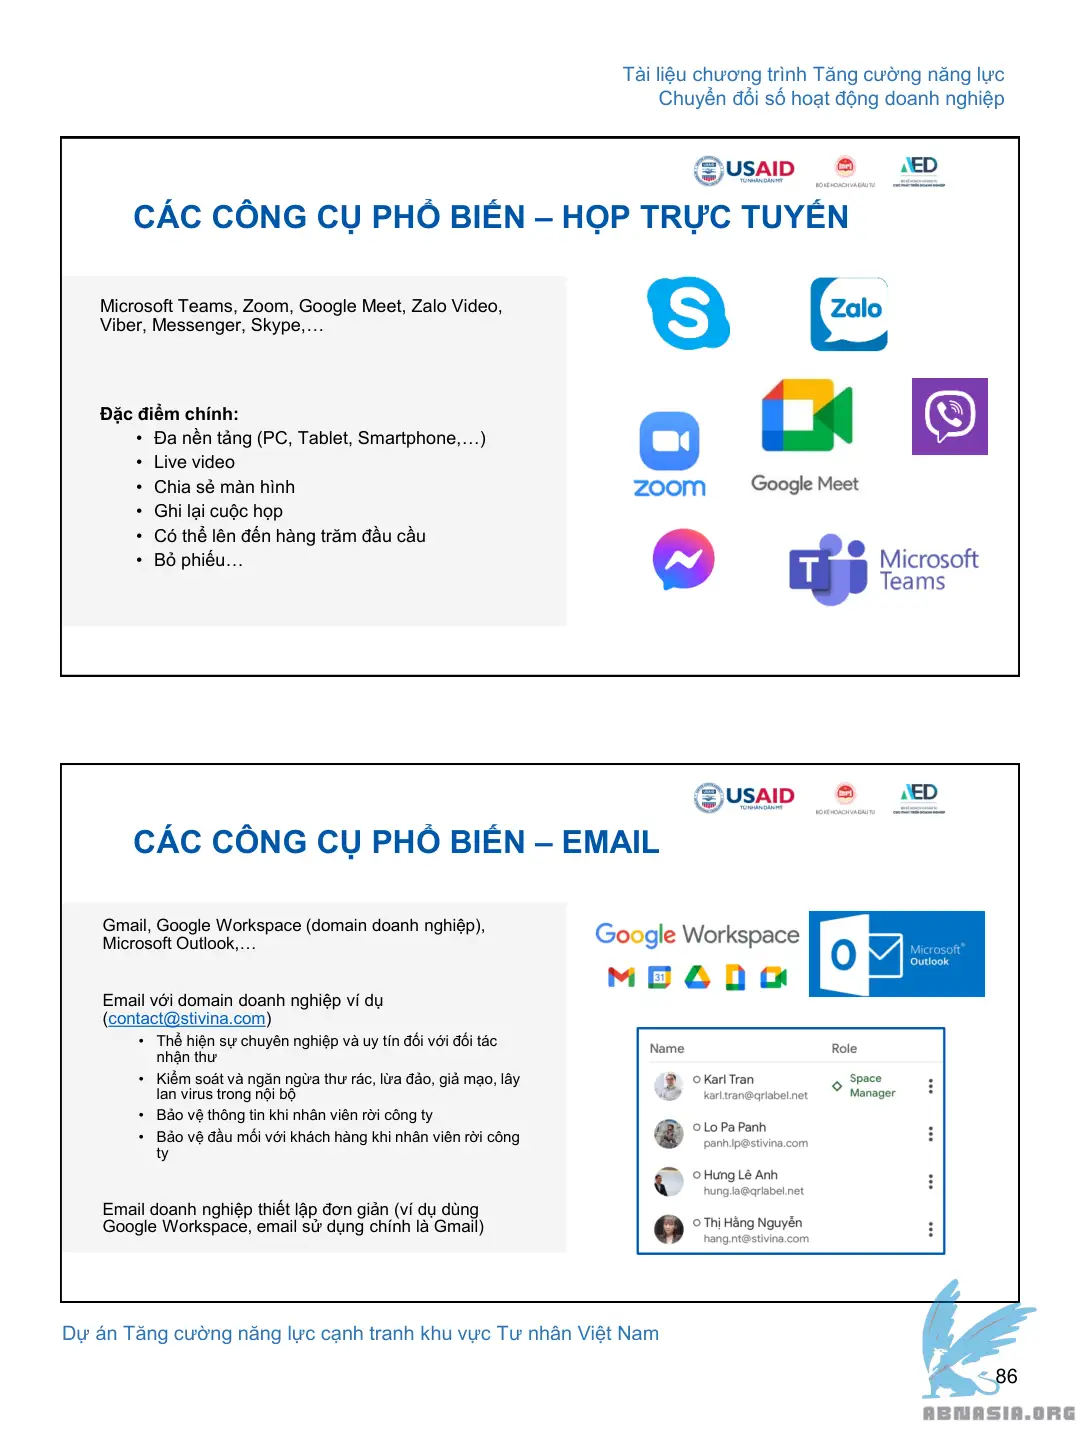 Tài liệu chương trình Tăng cường năng lực
Chuyển đổi số hoạt động doanh nghiệp
USAID
TỪ NHÂN DÂN MỸ
BỘ KẾ HOẠCH VÀ ĐẦU TƯ
AED
CÁC CÔNG CỤ PHỔ BIẾN – HỌP TRỰC TUYẾN
Microsoft Teams, Zoom, Google Meet, Zalo Video,
Viber, Messenger, Skype,…
Đặc điểm chính:
• Đa nền tảng (PC, Tablet, Smartphone,…)
• Live video
• Chia sẻ màn hình
• Ghi lại cuộc họp
• Có thể lên đến hàng trăm đầu cầu
• Bỏ phiếu…
S
Zalo
zoom
Google Meet
T
Microsoft
Teams
USAID
TỪ NHÂN DÂN MỸ
BỘ KẾ HOẠCH VÀ ĐẦU TƯ
AED
CÁC CÔNG CỤ PHỔ BIẾN – EMAIL
Gmail, Google Workspace (domain doanh nghiệp),
Microsoft Outlook,…
Email với domain doanh nghiệp ví dụ
(contact@stivina.com)
• Thể hiện sự chuyên nghiệp và uy tín đối với đối tác
nhận thư
• Kiểm soát và ngăn ngừa thư rác, lừa đảo, giả mạo, lây
lan virus trong nội bộ
• Bảo vệ thông tin khi nhân viên rời công ty
• Bảo vệ đầu mối với khách hàng khi nhân viên rời công
ty
Email doanh nghiệp thiết lập đơn giản (ví dụ dùng
Google Workspace, email sử dụng chính là Gmail)
Google Workspace
31
O
Microsoft®
Outlook
Name Role
Karl Tran
karl.tran@qrlabel.net
Space
Manager
Lo Pa Panh
panh.lp@stivina.com
Hưng Lê Anh
hung.la@qrlabel.net
Thị Hằng Nguyễn
hang.nt@stivina.com
Dự án Tăng cường năng lực cạnh tranh khu vực Tư nhân Việt Nam
86
ABNASIA.ORG